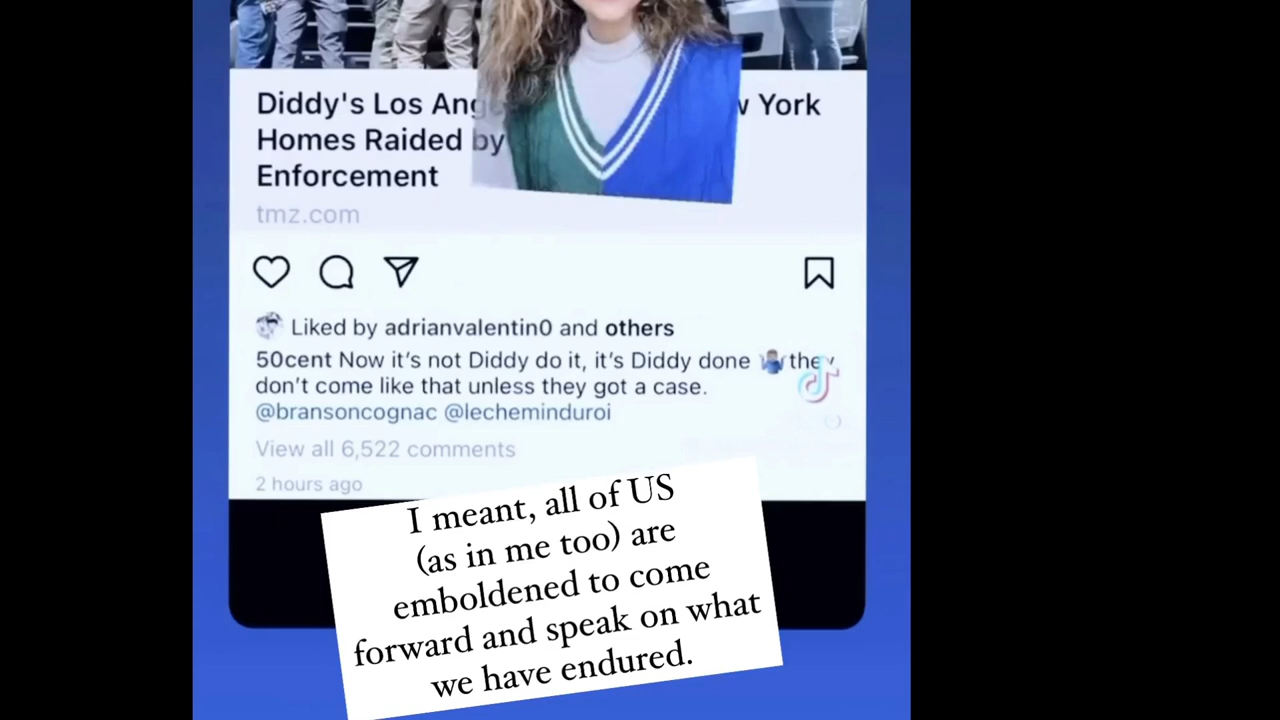 Diddy's Los York
Homes Raided by
Enforcement
tmz.com
Liked by adrianvalentin0 and others
50cent Now it's not Diddy do it, it's Diddy done 🤷🏾‍♂️ they
don't come like that unless they got a case.
@bransoncognac @lecheminduroi
View all 6,522 comments
2 hours ago
I meant, all of US
(as in me too) are
emboldened to come
forward and speak on what
we have endured.